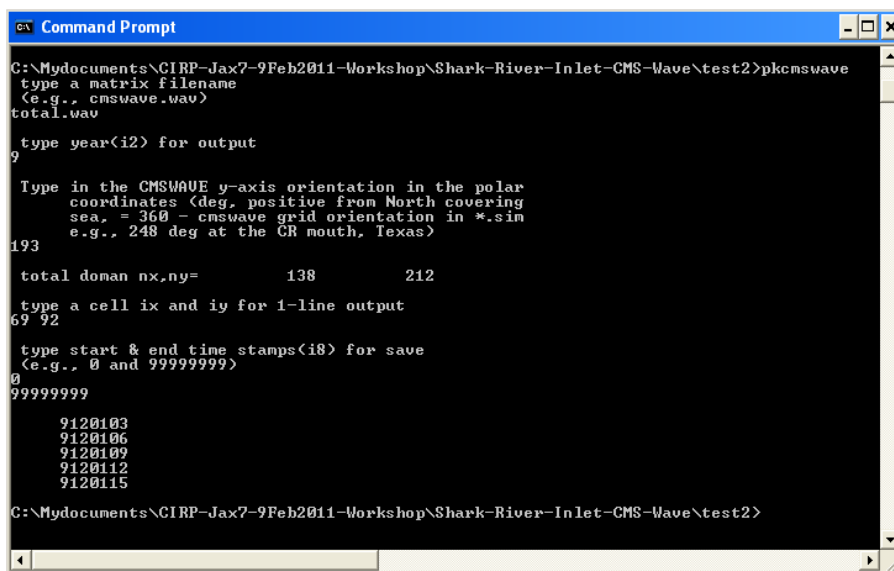 Command Prompt
C:\Mydocuments\CIRP-Jax7-9Feb2011-Workshop\Shark-River-Inlet-CMS-Wave\test2>pkcmswave
type a matrix filename
(e.g., cmswave.wav)
total.wav
type year(i2) for output
9
Type in the CMSWAVE y-axis orientation in the polar
coordinates (deg, positive from North covering
sea, = 360 - cmswave grid orientation in *.sim
e.g., 248 deg at the CR mouth, Texas)
193
total doman nx,ny= 138 212
type a cell ix and iy for 1-line output
69 92
type start & end time stamps(i8) for save
(e.g., 0 and 99999999)
0
99999999
9120103
9120106
9120109
9120112
9120115
C:\Mydocuments\CIRP-Jax7-9Feb2011-Workshop\Shark-River-Inlet-CMS-Wave\test2>